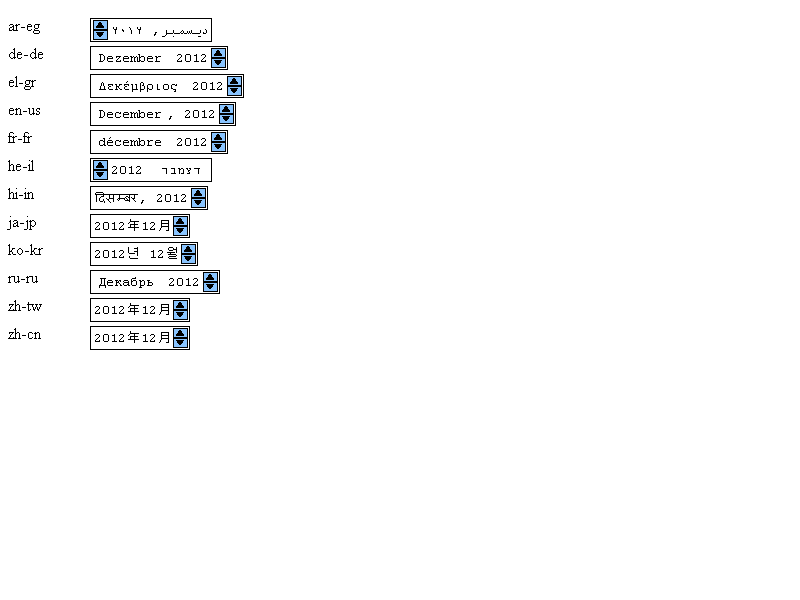 ar-eg ديسمبر, ٢٠١٢
de-de Dezember 2012
el-gr Δεκέμβριος 2012
en-us December , 2012
fr-fr décembre 2012
he-il דצמבר 2012
hi-in दिसम्बर, 2012
ja-jp 2012年12月
ko-kr 2012년 12월
ru-ru Декабрь 2012
zh-tw 2012年12月
zh-cn 2012年12月